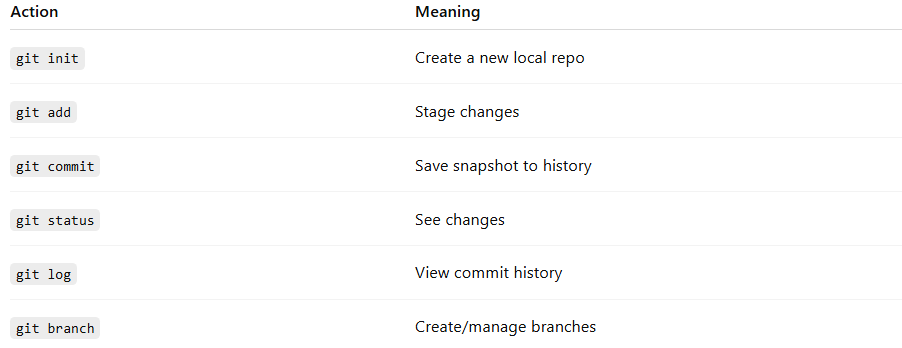 Action Meaning
git init Create a new local repo
git add Stage changes
git commit Save snapshot to history
git status See changes
git log View commit history
git branch Create/manage branches